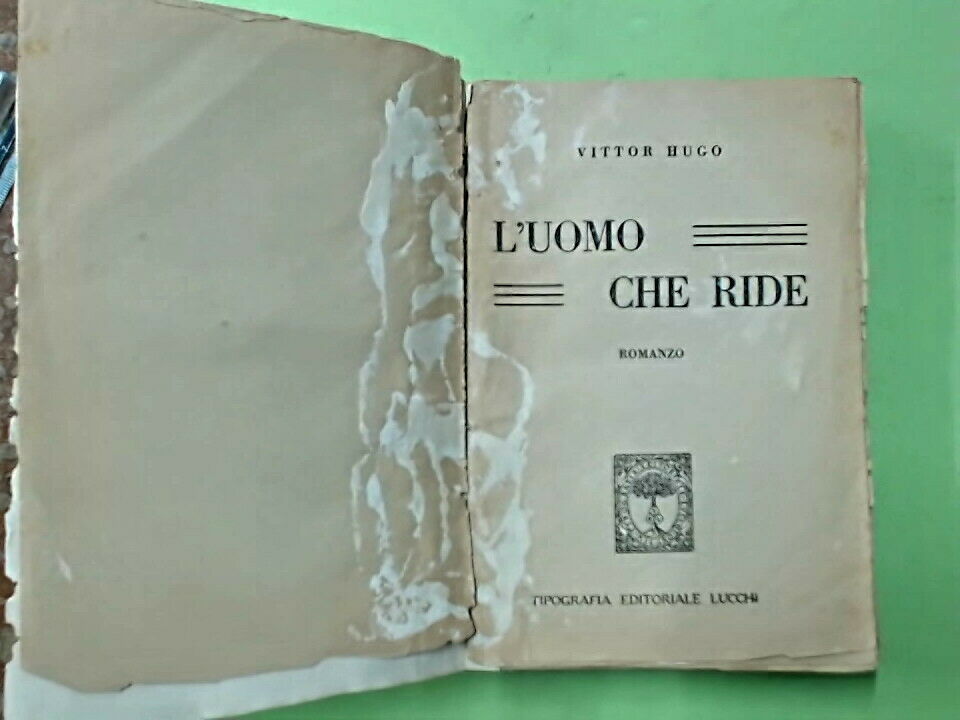 VITTOR HUGO
L'UOMO
CHE RIDE
ROMANZO
TIPOGRAFIA EDITORIALE LUCCHI